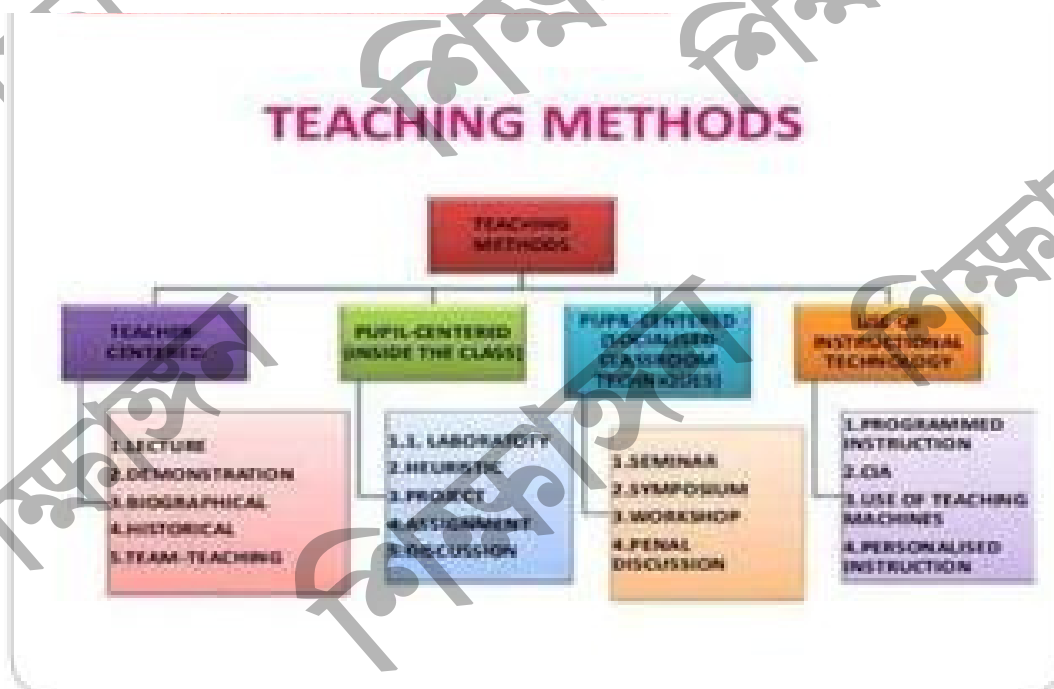 TEACHING METHODS
TEACHING
METHODS
TEACHER
CENTERED
PUPIL-CENTERED
(INSIDE THE CLASS)
PUPIL-CENTERED
(SOCIALISED
CLASSROOM
TECHNIQUES)
USE OF
INSTRUCTIONAL
TECHNOLOGY
1.LECTURE
2.DEMONSTRATION
3.BIOGRAPHICAL
4.HISTORICAL
5.TEAM-TEACHING
1.1. LABORATOTY
2.HEURISTIC
3.PROJECT
4.ASSIGNMENT
5.DISCUSSION
1.SEMINAR
2.SYMPOSIUM
3.WORKSHOP
4.PENAL
DISCUSSION
1.PROGRAMMED
INSTRUCTION
2.CIA
3.USE OF TEACHING
MACHINES
4.PERSONALISED
INSTRUCTION